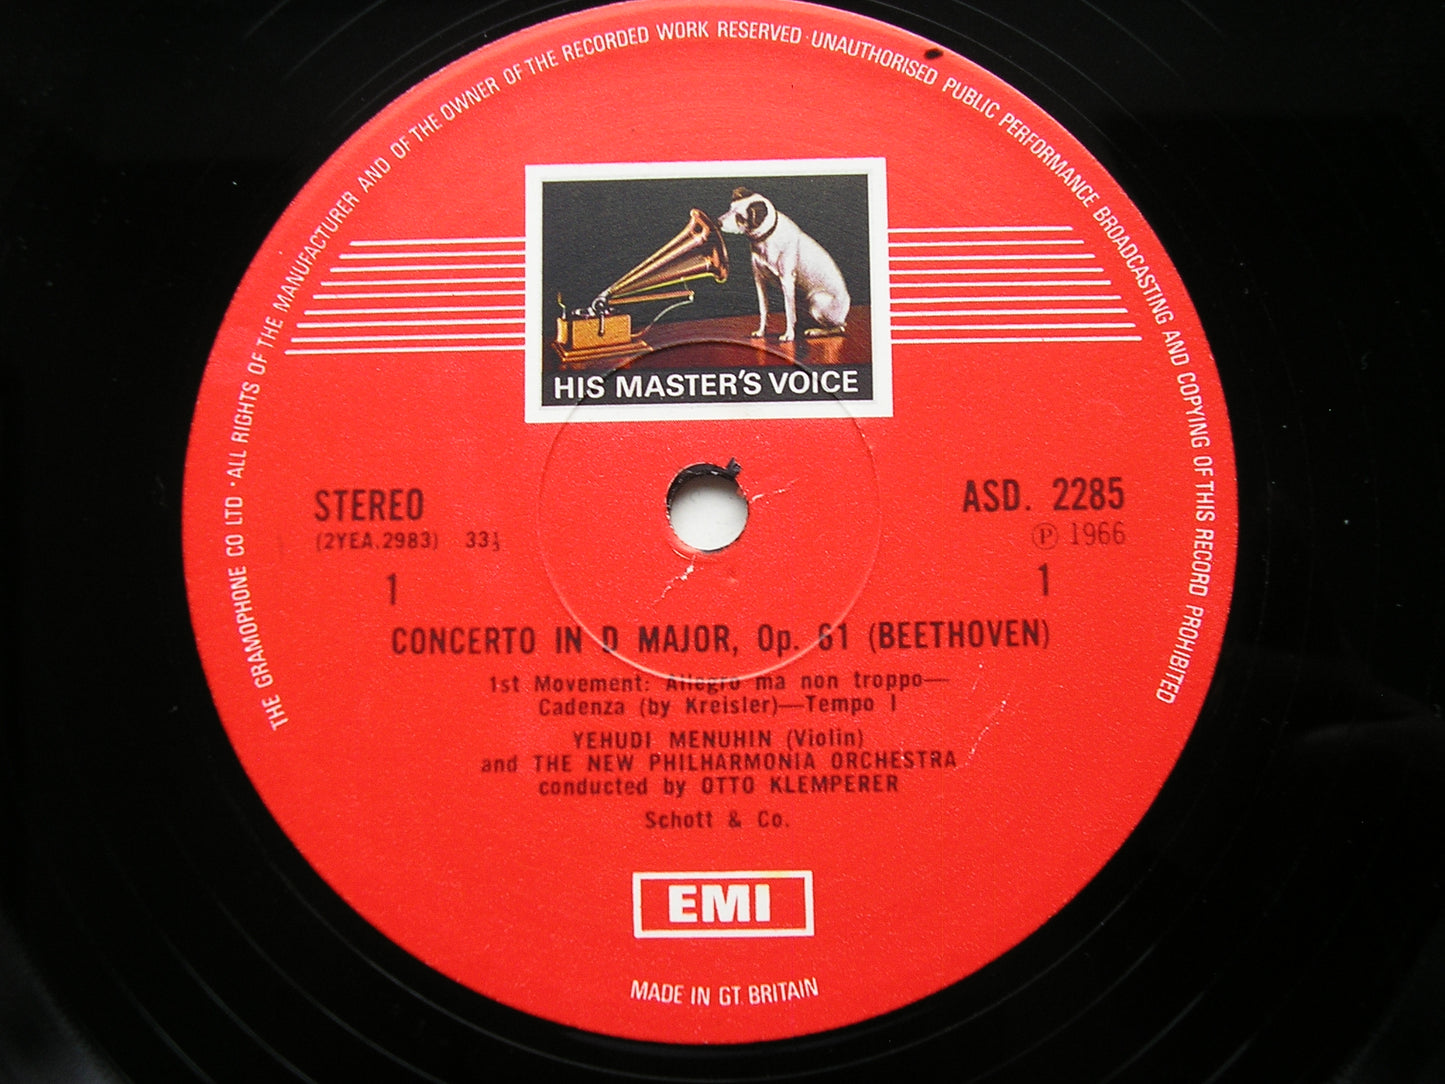 THE GRAMOPHONE CO LTD · ALL RIGHTS OF THE MANUFACTURER AND OF THE OWNER OF THE RECORDED WORK RESERVED · UNAUTHORISED PUBLIC PERFORMANCE BROADCASTING AND COPYING OF THIS RECORD PROHIBITED
HIS MASTER'S VOICE
STEREO
ASD. 2285
(2YEA.2983) 33⅓
Ⓟ 1966
1
1
CONCERTO IN D MAJOR, Op. 61 (BEETHOVEN)
1st Movement: Allegro ma non troppo—
Cadenza (by Kreisler)—Tempo I
YEHUDI MENUHIN (Violin)
and THE NEW PHILHARMONIA ORCHESTRA
conducted by OTTO KLEMPERER
Schott & Co.
EMI
MADE IN GT. BRITAIN